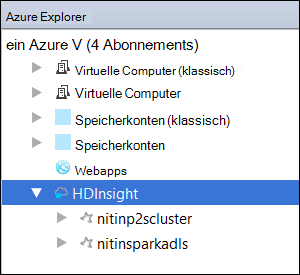 Azure Explorer
ein Azure V (4 Abonnements)
Virtuelle Computer (klassisch)
Virtuelle Computer
Speicherkonten (klassisch)
Speicherkonten
Webapps
HDInsight
nitinp2scluster
nitinsparkadls